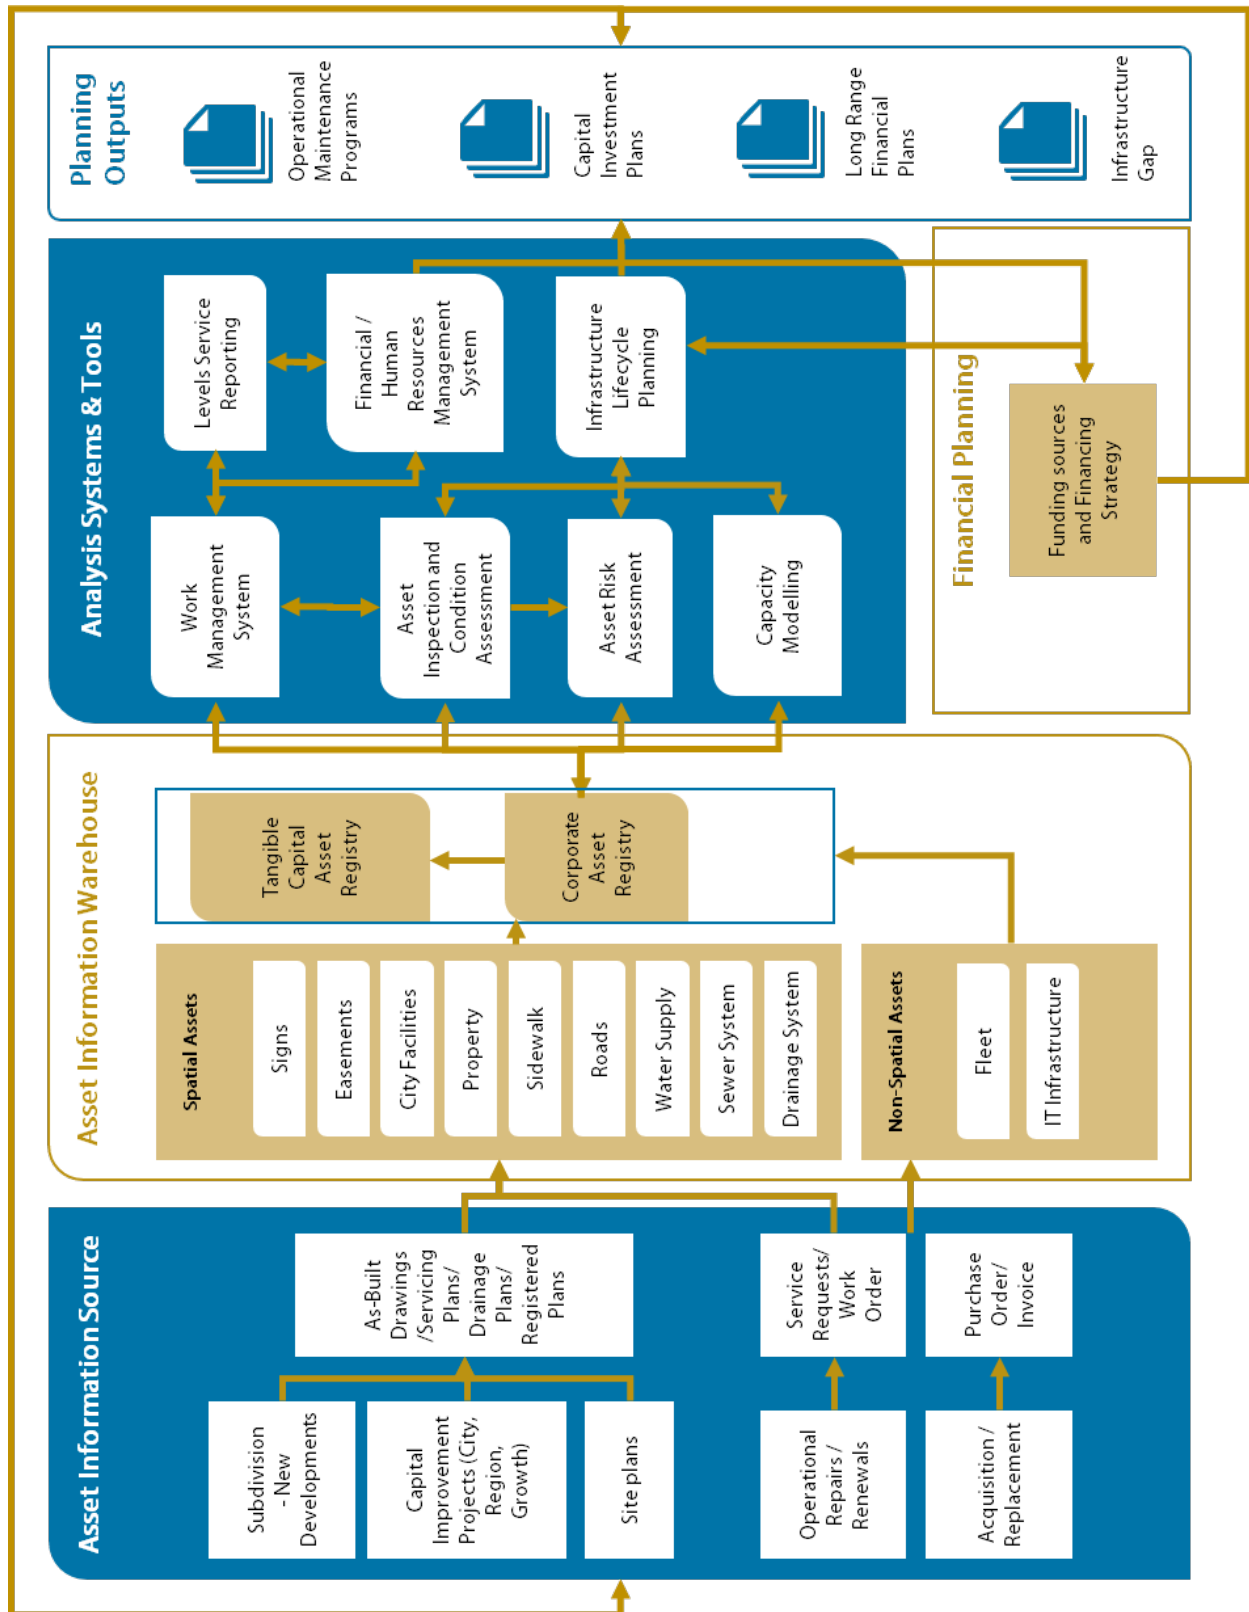 Asset Information Source
Subdivision
- New
Developments
Capital
Improvement
Projects (City,
Region,
Growth)
Site plans
As-Built
Drawings
/Servicing
Plans/
Drainage
Plans/
Registered
Plans
Operational
Repairs /
Renewals
Service
Requests/
Work
Order
Acquisition /
Replacement
Purchase
Order/
Invoice
Asset Information Warehouse
Spatial Assets
Signs
Easements
City Facilities
Property
Sidewalk
Roads
Water Supply
Sewer System
Drainage System
Non-Spatial Assets
Fleet
IT Infrastructure
Tangible
Capital
Asset
Registry
Corporate
Asset
Registry
Analysis Systems & Tools
Work
Management
System
Asset
Inspection and
Condition
Assessment
Asset Risk
Assessment
Capacity
Modelling
Levels Service
Reporting
Financial /
Human
Resources
Management
System
Infrastructure
Lifecycle
Planning
Financial Planning
Funding sources
and Financing
Strategy
Planning
Outputs
Operational
Maintenance
Programs
Capital
Investment
Plans
Long Range
Financial
Plans
Infrastructure
Gap